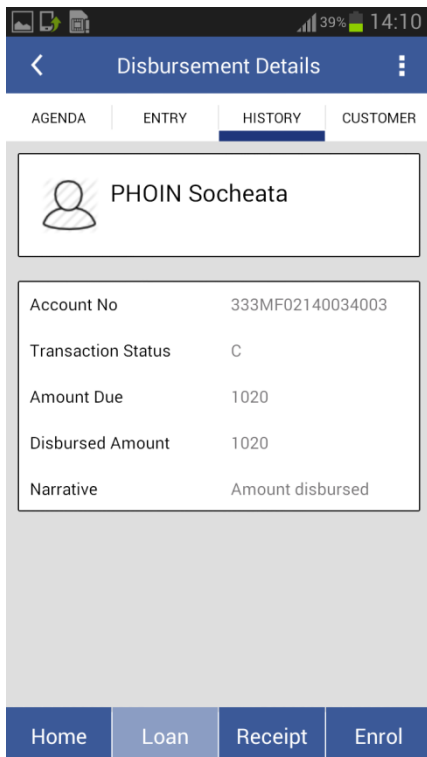 39% 14:10
Disbursement Details
AGENDA ENTRY HISTORY CUSTOMER
PHOIN Socheata
Account No 333MF02140034003
Transaction Status C
Amount Due 1020
Disbursed Amount 1020
Narrative Amount disbursed
Home Loan Receipt Enrol